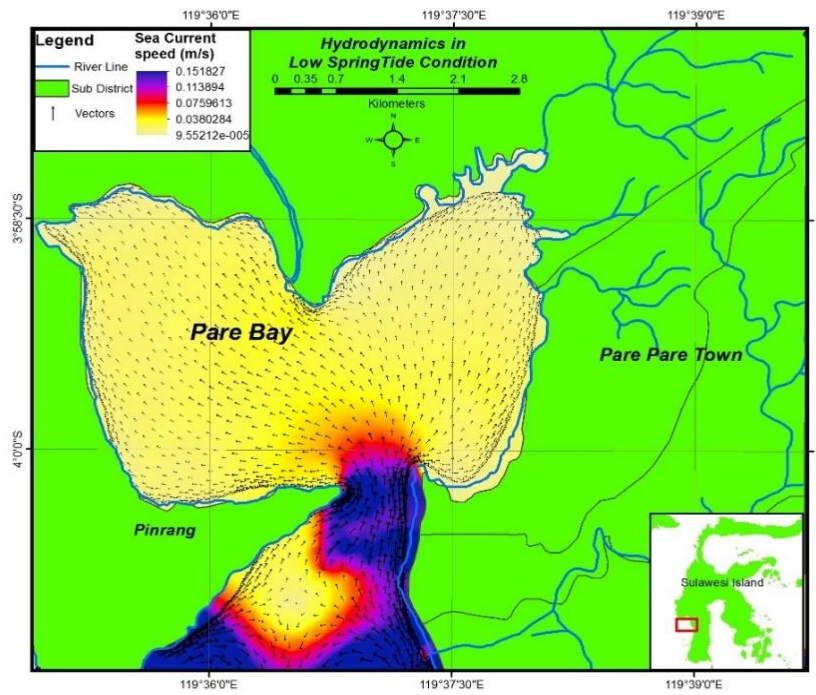 119°36'0"E
119°37'30"E
119°39'0"E
Legend
River Line
Sub District
Vectors
Sea Current
speed (m/s)
0.151827
0.113894
0.0759613
0.0380284
9.55212e-005
Hydrodynamics in
Low SpringTide Condition
0 0.35 0.7 1.4 2.1 2.8
Kilometers
N
W E
S
3°58'30"S
Pare Bay
Pare Pare Town
4°0'0"S
Pinrang
Sulawesi Island
119°36'0"E
119°37'30"E
119°39'0"E